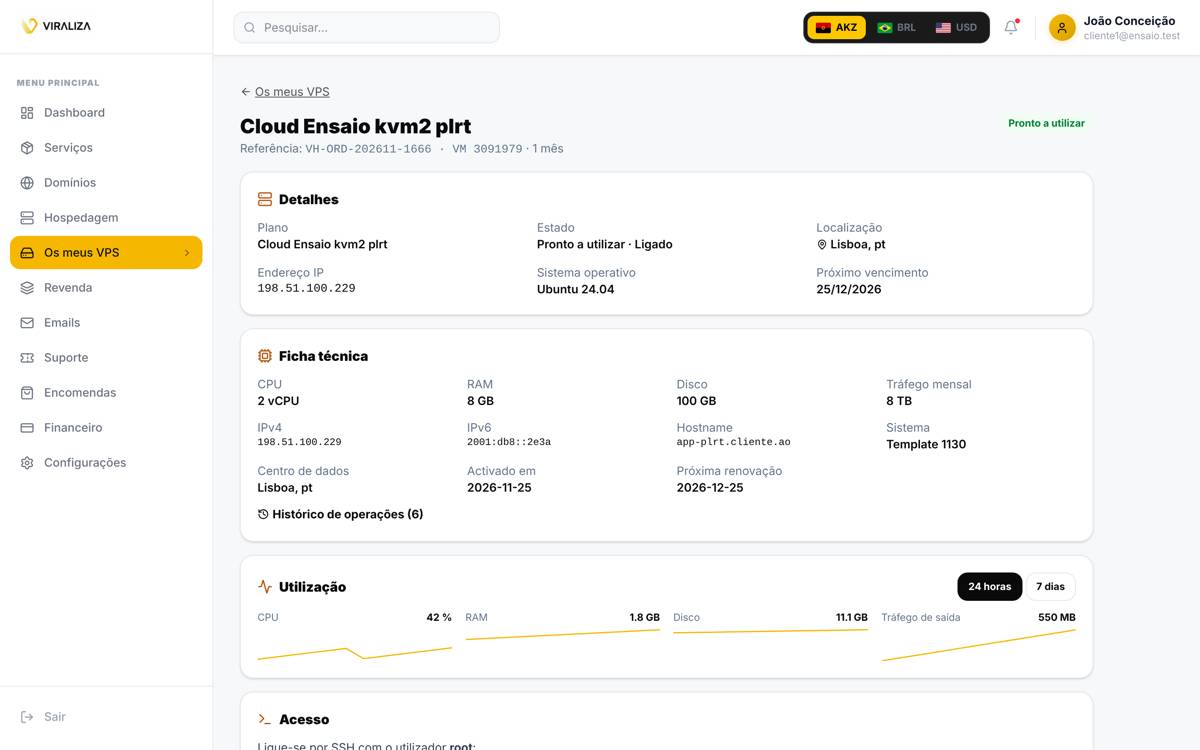 VIRALIZA
Pesquisar...
AKZ BRL USD
João Conceição
cliente1@ensaio.test
MENU PRINCIPAL
Dashboard
Serviços
Domínios
Hospedagem
Os meus VPS
Revenda
Emails
Suporte
Encomendas
Financeiro
Configurações
Sair
← Os meus VPS
Cloud Ensaio kvm2 plrt
Pronto a utilizar
Referência: VH-ORD-202611-1666 · VM 3091979 · 1 mês
Detalhes
Plano Estado Localização
Cloud Ensaio kvm2 plrt Pronto a utilizar · Ligado Lisboa, pt
Endereço IP Sistema operativo Próximo vencimento
198.51.100.229 Ubuntu 24.04 25/12/2026
Ficha técnica
CPU RAM Disco Tráfego mensal
2 vCPU 8 GB 100 GB 8 TB
IPv4 IPv6 Hostname Sistema
198.51.100.229 2001:db8::2e3a app-plrt.cliente.ao Template 1130
Centro de dados Activado em Próxima renovação
Lisboa, pt 2026-11-25 2026-12-25
Histórico de operações (6)
Utilização
24 horas 7 dias
CPU 42 % RAM 1.8 GB Disco 11.1 GB Tráfego de saída 550 MB
Acesso
Ligue-se por SSH com o utilizador root: